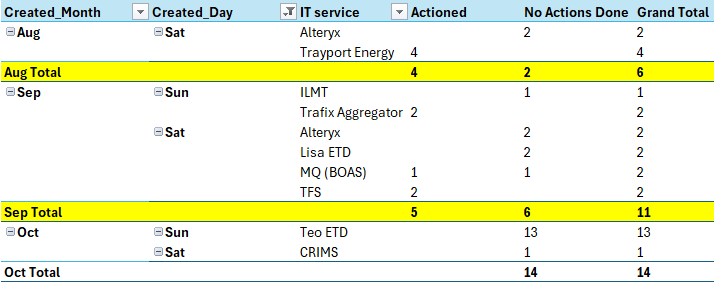 Created_Month Created_Day IT service Actioned No Actions Done Grand Total
Aug Sat Alteryx 2 2
Trayport Energy 4 4
Aug Total 4 2 6
Sep Sun ILMT 1 1
Trafix Aggregator 2 2
Sat Alteryx 2 2
Lisa ETD 2 2
MQ (BOAS) 1 1 2
TFS 2 2
Sep Total 5 6 11
Oct Sun Teo ETD 13 13
Sat CRIMS 1 1
Oct Total 14 14